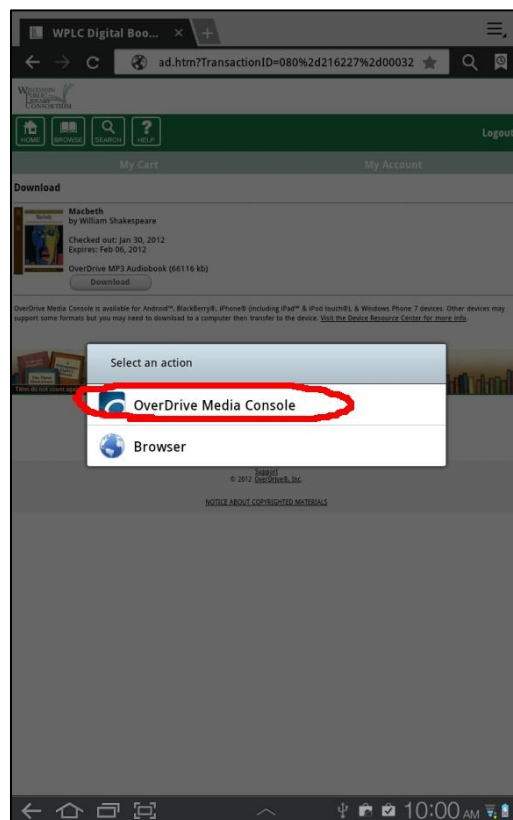 WPLC Digital Boo...
ad.htm?TransactionID=080%2d216227%2d00032
WISCONSIN
PUBLIC
LIBRARY
CONSORTIUM
HOME BROWSE SEARCH HELP
Logout
My Cart My Account
Download
Macbeth
by William Shakespeare
Checked out: Jan 30, 2012
Expires: Feb 06, 2012
OverDrive MP3 Audiobook (66116 kb)
Download
OverDrive Media Console is available for Android™, BlackBerry®, iPhone® (including iPad™ & iPod touch®), & Windows Phone 7 devices. Other devices may
support some formats but you may need to download to a computer then transfer to the device. Visit the Device Resource Center for more info.
Select an action
OverDrive Media Console
Browser
Support
© 2012 OverDrive®, Inc.
NOTICE ABOUT COPYRIGHTED MATERIALS
10:00 AM